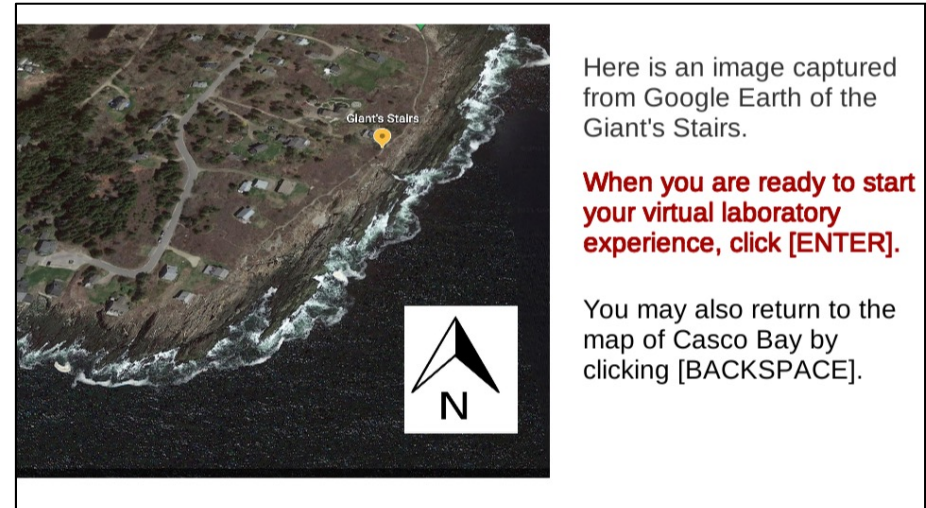 Giant's Stairs
N
Here is an image captured
from Google Earth of the
Giant's Stairs.
When you are ready to start
your virtual laboratory
experience, click [ENTER].
You may also return to the
map of Casco Bay by
clicking [BACKSPACE].